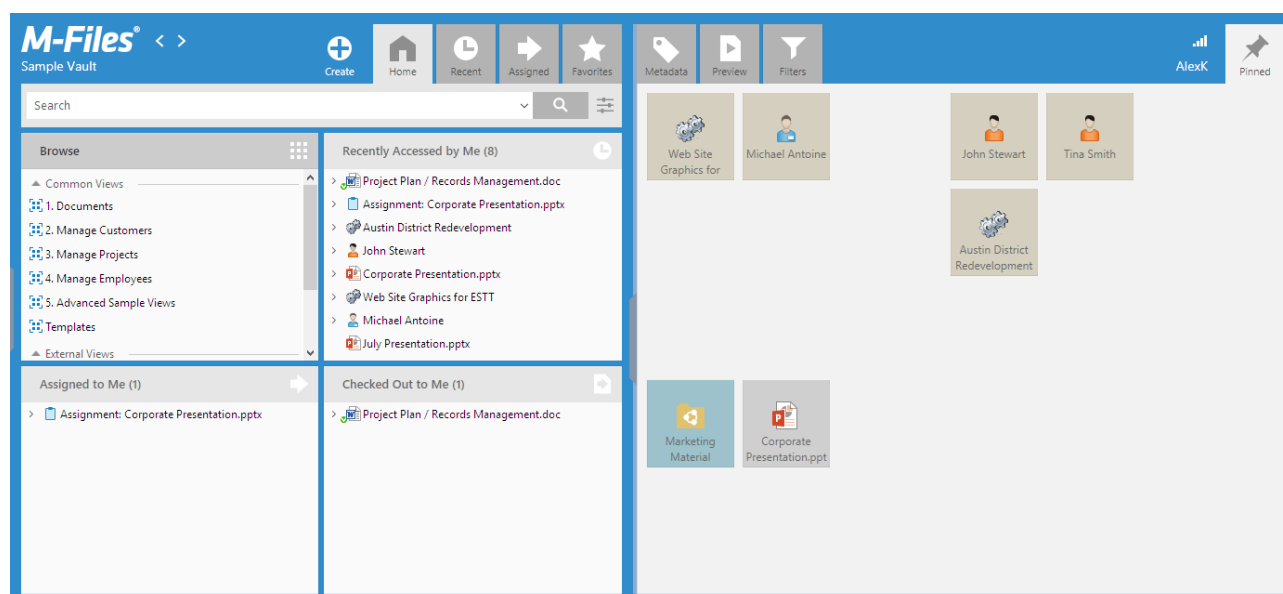 M-Files®
Sample Vault
Create
Home
Recent
Assigned
Favorites
Metadata
Preview
Filters
AlexK
Pinned
Search
Browse
Common Views
1. Documents
2. Manage Customers
3. Manage Projects
4. Manage Employees
5. Advanced Sample Views
Templates
External Views
Recently Accessed by Me (8)
Project Plan / Records Management.doc
Assignment: Corporate Presentation.pptx
Austin District Redevelopment
John Stewart
Corporate Presentation.pptx
Web Site Graphics for ESTT
Michael Antoine
July Presentation.pptx
Assigned to Me (1)
Assignment: Corporate Presentation.pptx
Checked Out to Me (1)
Project Plan / Records Management.doc
Web Site
Graphics for
Michael Antoine
John Stewart
Tina Smith
Austin District
Redevelopment
Marketing
Material
Corporate
Presentation.ppt